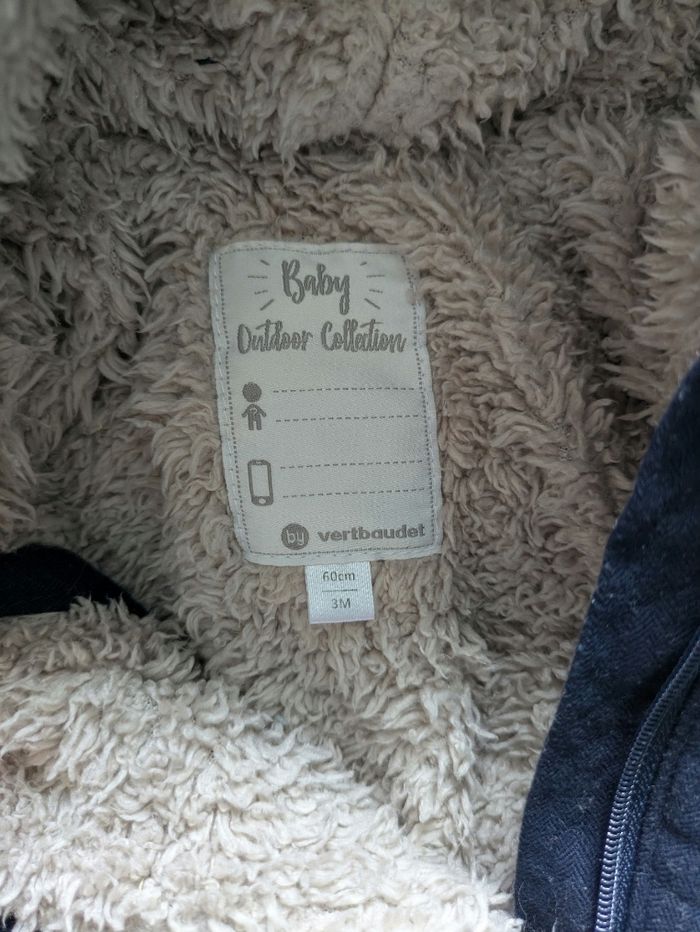 Baby
Outdoor Collection
by vertbaudet
60cm
3M